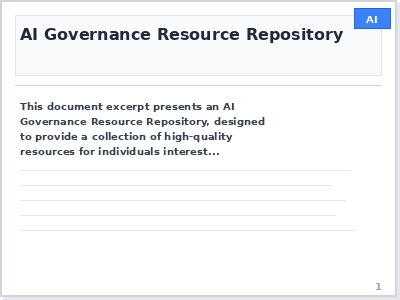 AI
AI Governance Resource Repository
This document excerpt presents an AI
Governance Resource Repository, designed
to provide a collection of high-quality
resources for individuals interest...
1